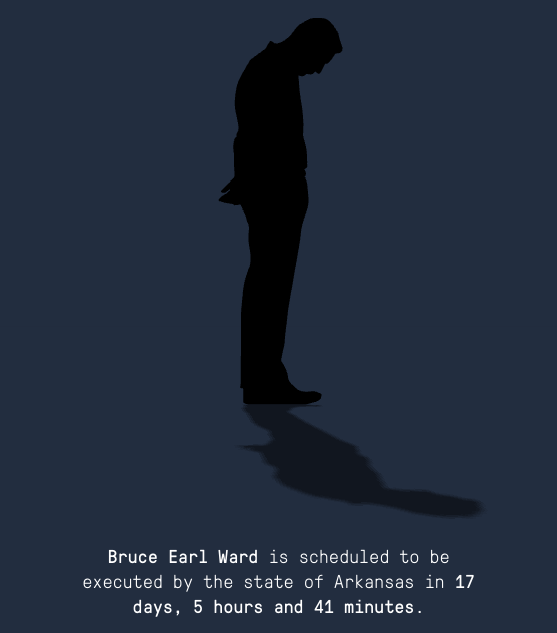 Bruce Earl Ward is scheduled to be
executed by the state of Arkansas in 17
days, 5 hours and 41 minutes.